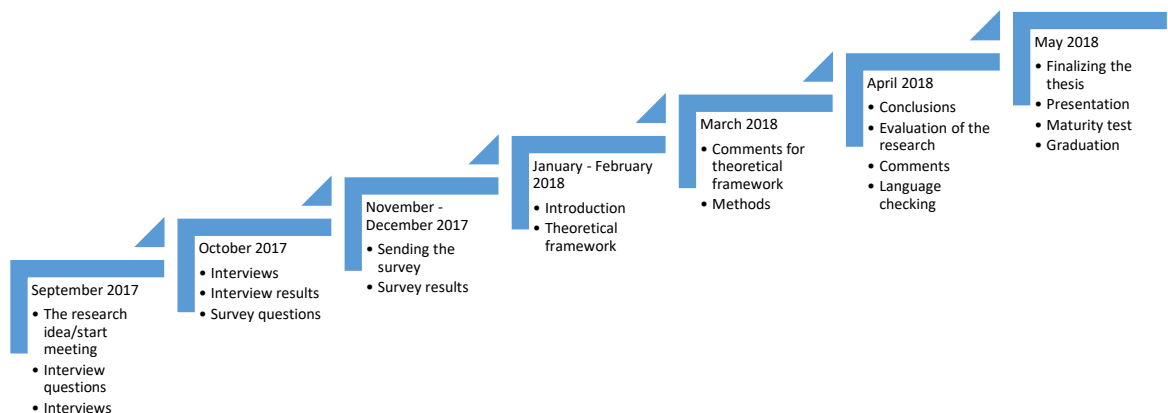 September 2017
• The research
idea/start
meeting
• Interview
questions
• Interviews
October 2017
• Interviews
• Interview results
• Survey questions
November -
December 2017
• Sending the
survey
• Survey results
January - February
2018
• Introduction
• Theoretical
framework
March 2018
• Comments for
theoretical
framework
• Methods
April 2018
• Conclusions
• Evaluation of the
research
• Comments
• Language
checking
May 2018
• Finalizing the
thesis
• Presentation
• Maturity test
• Graduation